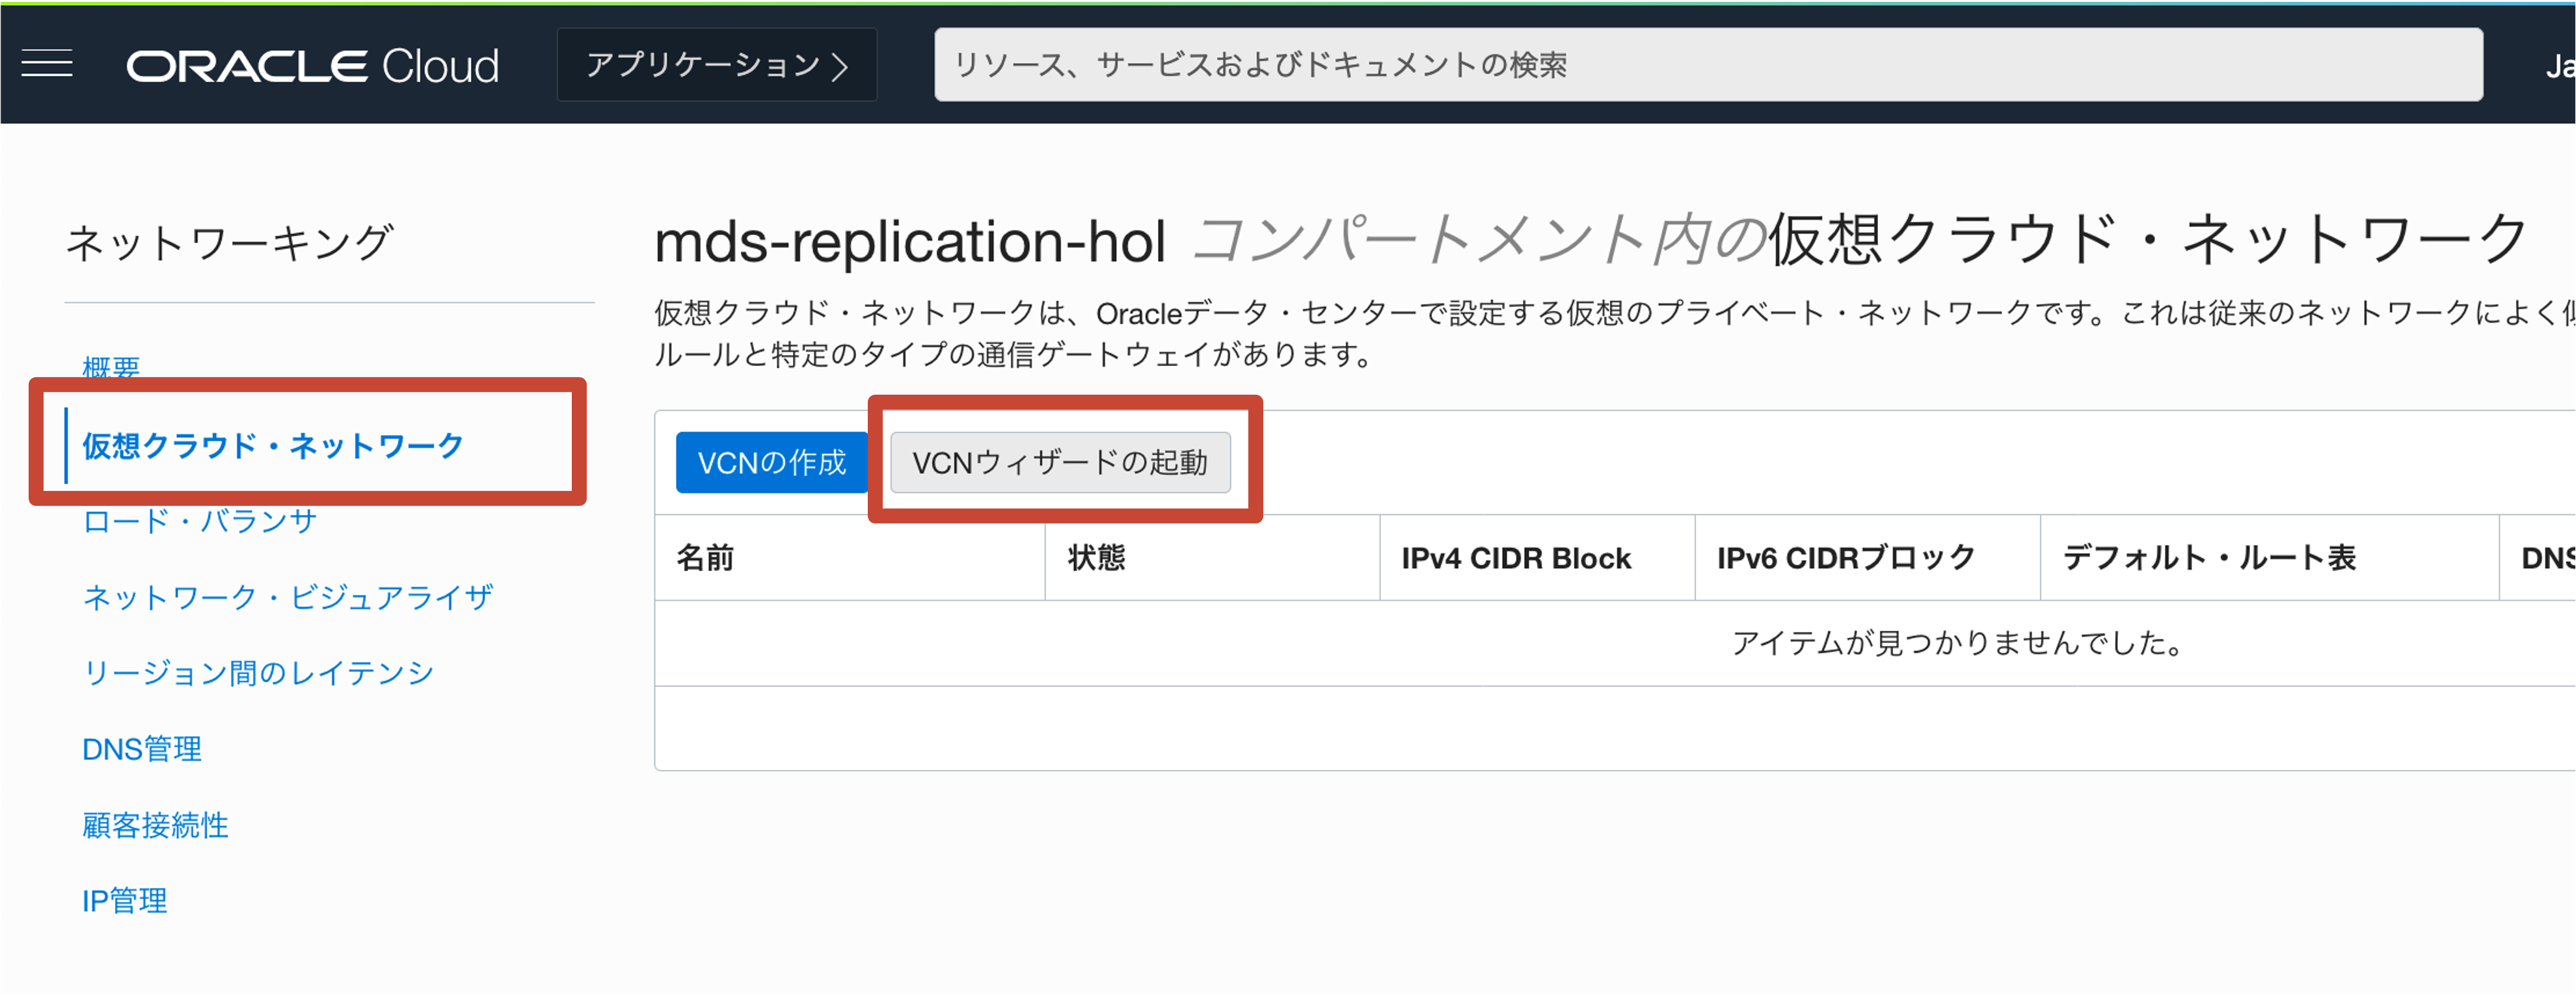 ORACLE Cloud
アプリケーション
リソース、サービスおよびドキュメントの検索
Ja
ネットワーキング
概要
仮想クラウド・ネットワーク
ロード・バランサ
ネットワーク・ビジュアライザ
リージョン間のレイテンシ
DNS管理
顧客接続性
IP管理
mds-replication-hol コンパートメント内の仮想クラウド・ネットワーク
仮想クラウド・ネットワークは、Oracleデータ・センターで設定する仮想のプライベート・ネットワークです。これは従来のネットワークによく
ルールと特定のタイプの通信ゲートウェイがあります。
VCNの作成 VCNウィザードの起動
名前 状態 IPv4 CIDR Block IPv6 CIDRブロック デフォルト・ルート表 DNS
アイテムが見つかりませんでした。